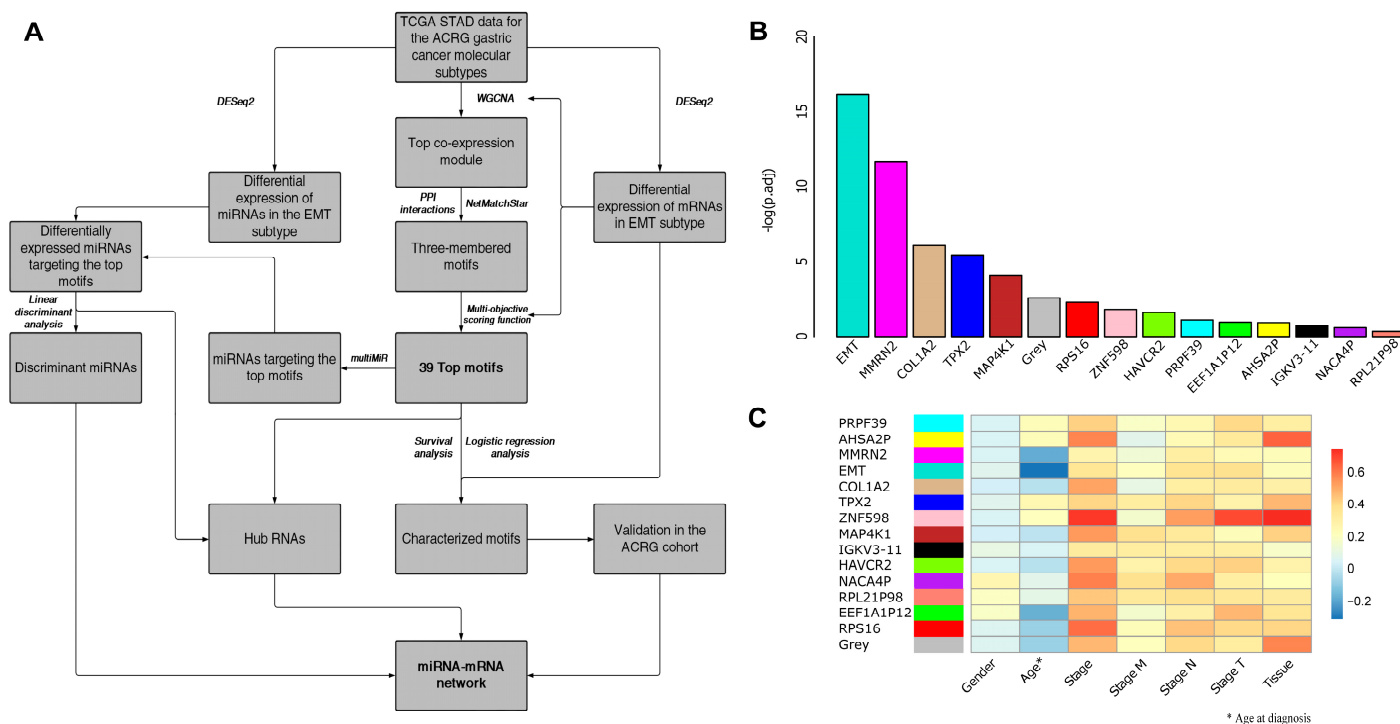 A
TCGA STAD data for
the ACRG gastric
cancer molecular
subtypes
DESeq2
WGCNA
DESeq2
Top co-expression
module
Differential
expression of
miRNAs in the EMT
subtype
PPI
interactions
NetMatchStar
Differential
expression of mRNAs
in EMT subtype
Differentially
expressed miRNAs
targeting the top
motifs
Three-membered
motifs
Linear
discriminant
analysis
Multi-objective
scoring function
Discriminant miRNAs
miRNAs targeting the
top motifs
multiMiR
39 Top motifs
Survival
analysis
Logistic regression
analysis
Hub RNAs
Characterized motifs
Validation in the
ACRG cohort
miRNA-mRNA
network
B
-log(p.adj)
20
15
10
5
0
EMT
MMRN2
COL1A2
TPX2
MAP4K1
Grey
RPS16
ZNF598
HAVCR2
PRPF39
EEF1A1P12
AHSA2P
IGKV3-11
NACA4P
RPL21P98
C
PRPF39
AHSA2P
MMRN2
EMT
COL1A2
TPX2
ZNF598
MAP4K1
IGKV3-11
HAVCR2
NACA4P
RPL21P98
EEF1A1P12
RPS16
Grey
Gender
Age*
Stage
Stage M
Stage N
Stage T
Tissue
0.6
0.4
0.2
0
−0.2
* Age at diagnosis